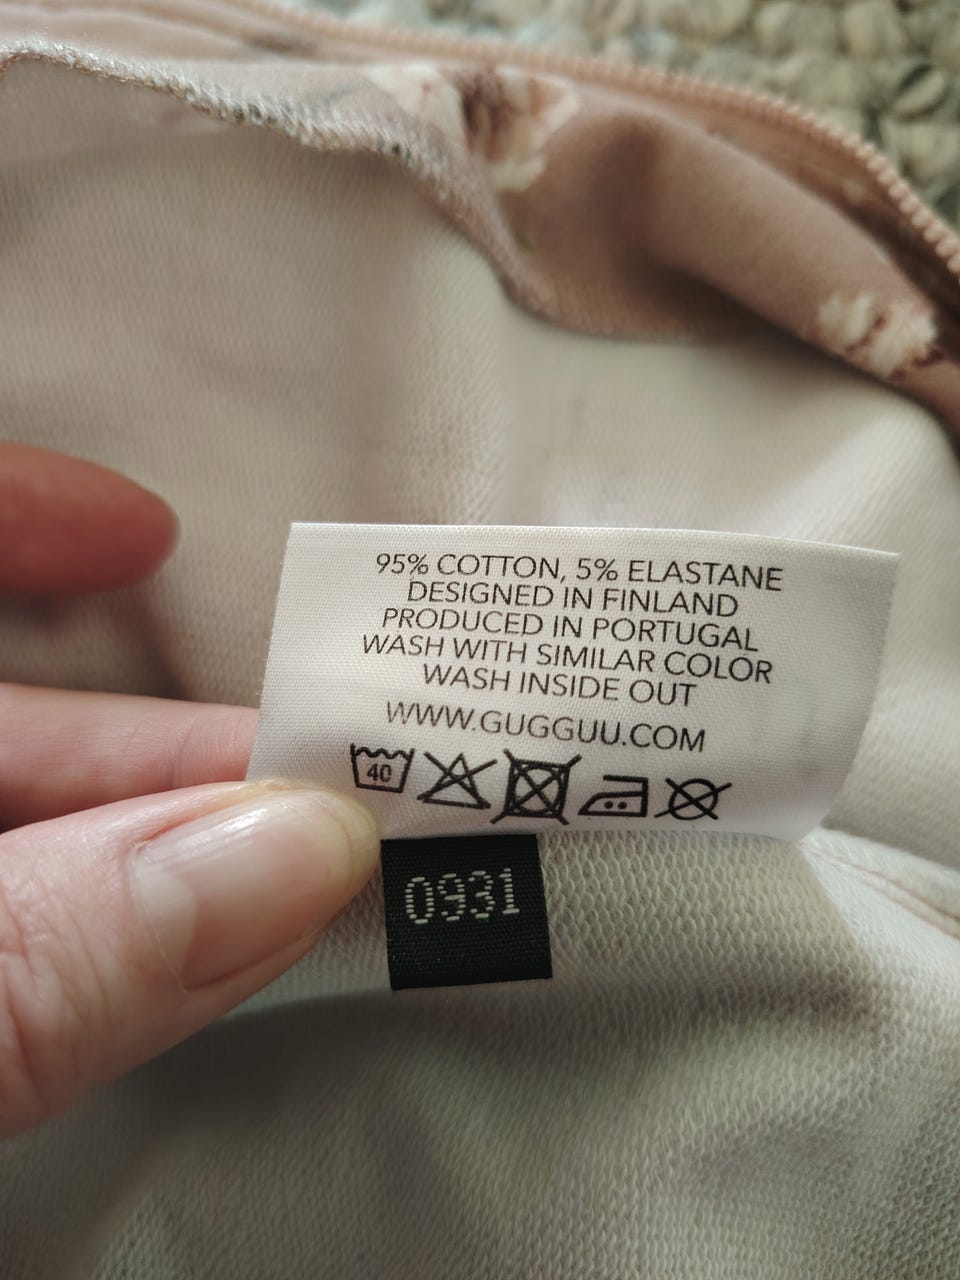 95% COTTON, 5% ELASTANE
DESIGNED IN FINLAND
PRODUCED IN PORTUGAL
WASH WITH SIMILAR COLOR
WASH INSIDE OUT
WWW.GUGGUU.COM
40
0931